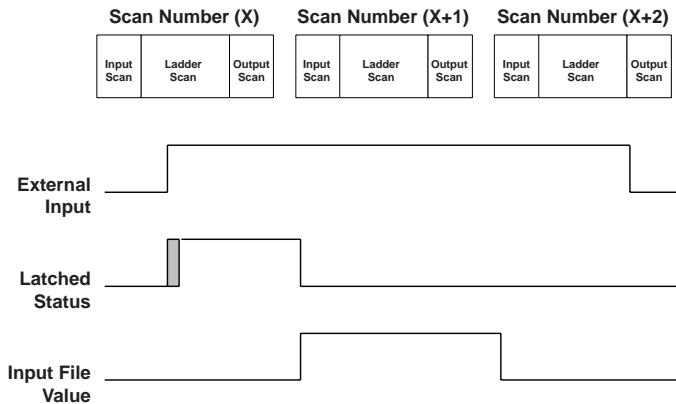 Scan Number (X) Scan Number (X+1) Scan Number (X+2)
Input Ladder Output Input Ladder Output Input Ladder Output
Scan Scan Scan Scan Scan Scan Scan Scan Scan
External
Input
Latched
Status
Input File
Value